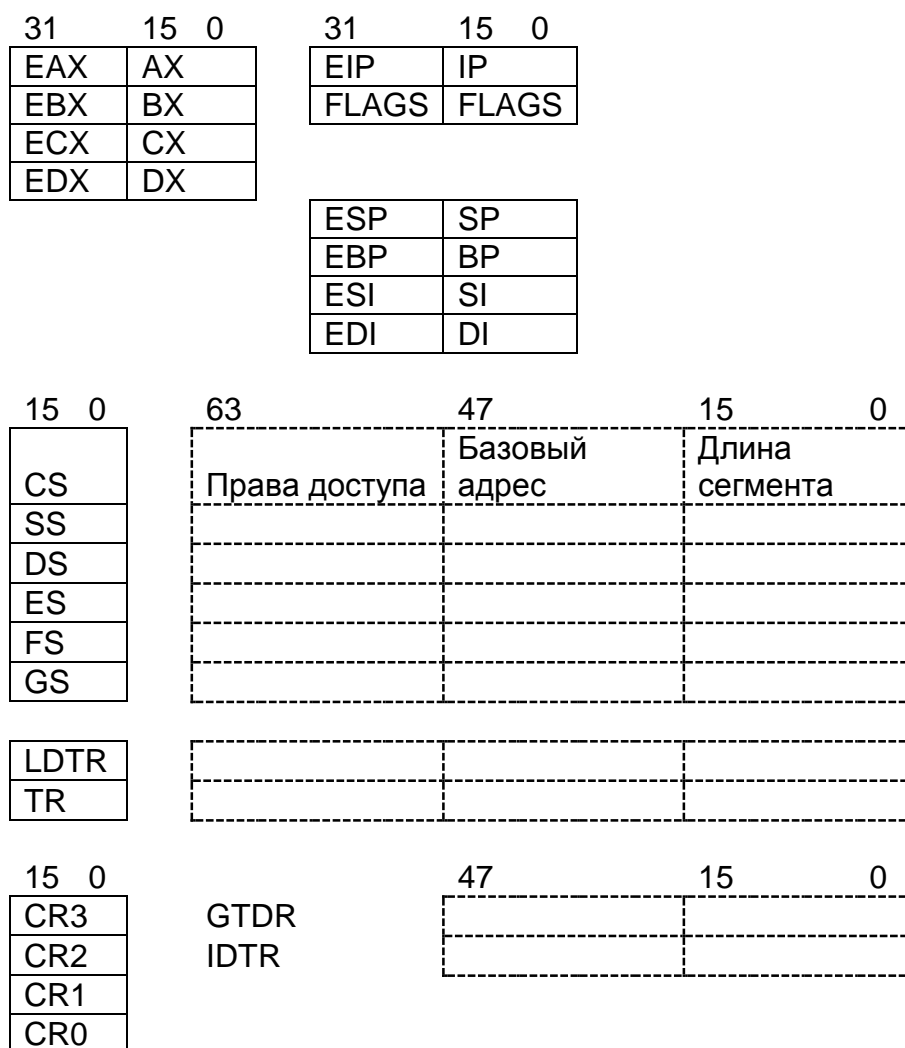 31 15 0 31 15 0
EAX AX EIP IP
EBX BX FLAGS FLAGS
ECX CX
EDX DX
ESP SP
EBP BP
ESI SI
EDI DI
15 0 63 47 15 0
Базовый Длина
CS Права доступа адрес сегмента
SS
DS
ES
FS
GS
LDTR
TR
15 0 47 15 0
CR3 GTDR
CR2 IDTR
CR1
CR0